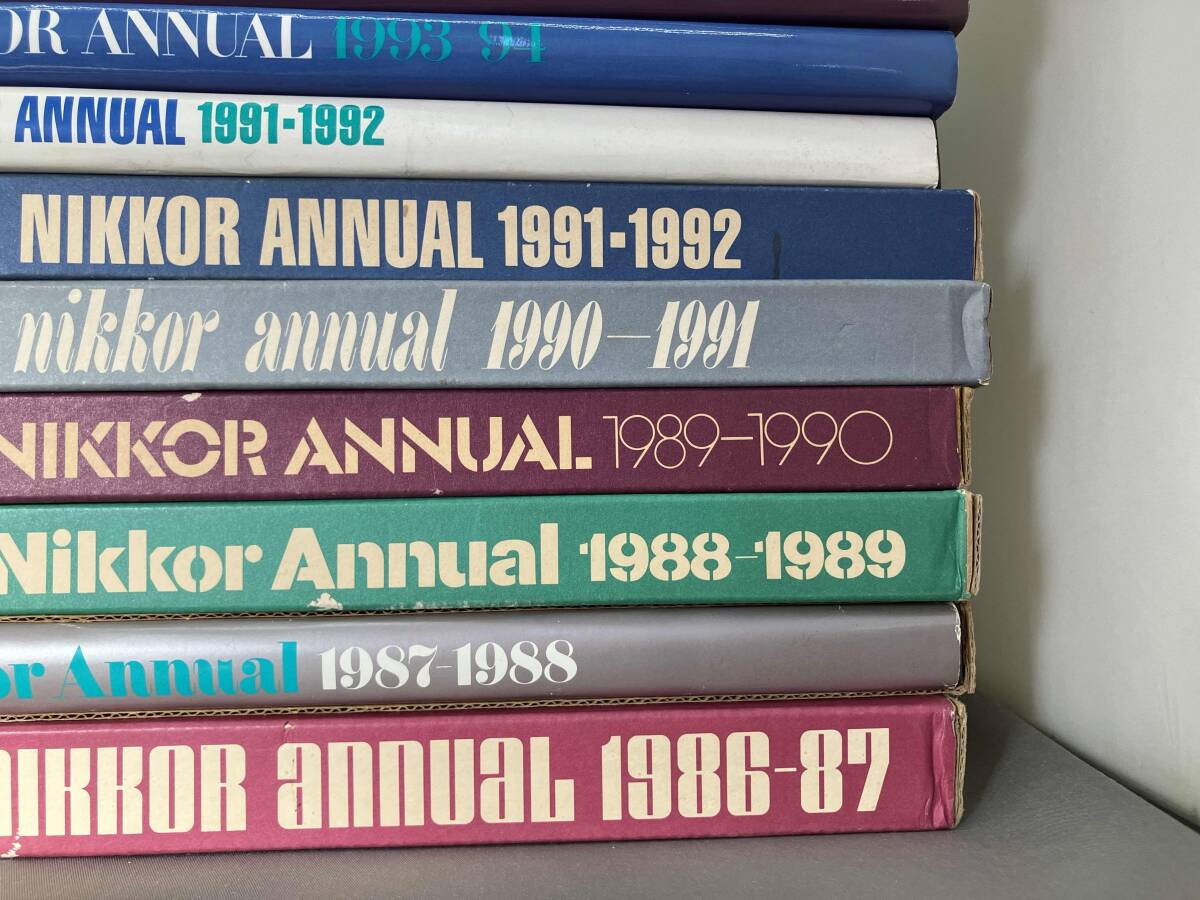 OR ANNUAL 1993-94
ANNUAL 1991-1992
NIKKOR ANNUAL 1991-1992
nikkor annual 1990—1991
NIKKOR ANNUAL 1989-1990
Nikkor Annual 1988-1989
or Annual 1987-1988
NIKKOR annual 1986-87